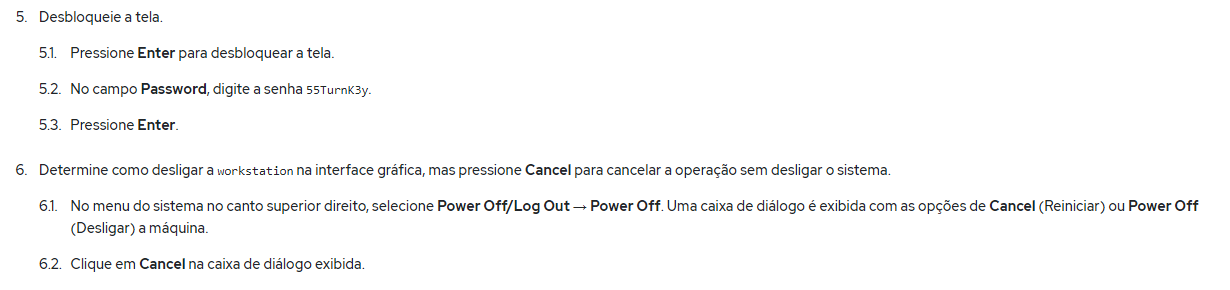 5. Desbloqueie a tela.
5.1. Pressione Enter para desbloquear a tela.
5.2. No campo Password, digite a senha 55TurnK3y.
5.3. Pressione Enter.
6. Determine como desligar a workstation na interface gráfica, mas pressione Cancel para cancelar a operação sem desligar o sistema.
6.1. No menu do sistema no canto superior direito, selecione Power Off/Log Out → Power Off. Uma caixa de diálogo é exibida com as opções de Cancel (Reiniciar) ou Power Off
(Desligar) a máquina.
6.2. Clique em Cancel na caixa de diálogo exibida.